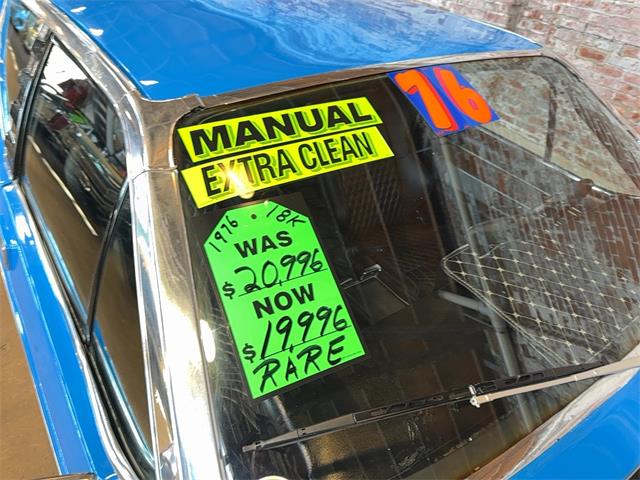 76
MANUAL
EXTRA CLEAN
1976 18K
WAS
$20,996
NOW
$19,996
RARE